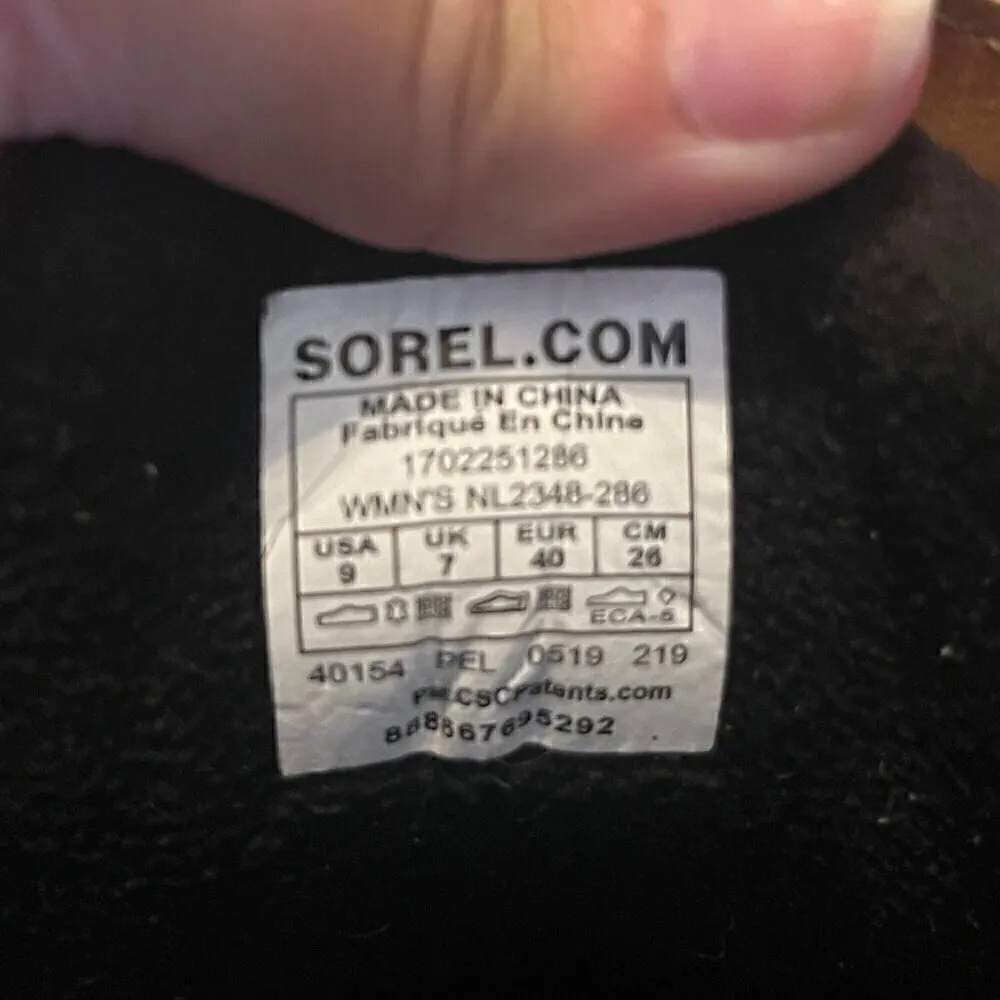 SOREL.COM
MADE IN CHINA
Fabriqué En Chine
1702251286
WMN'S NL2348-286
USA UK EUR CM
9 7 40 26
ECA-5
40154 PEL 0519 219
888667695292